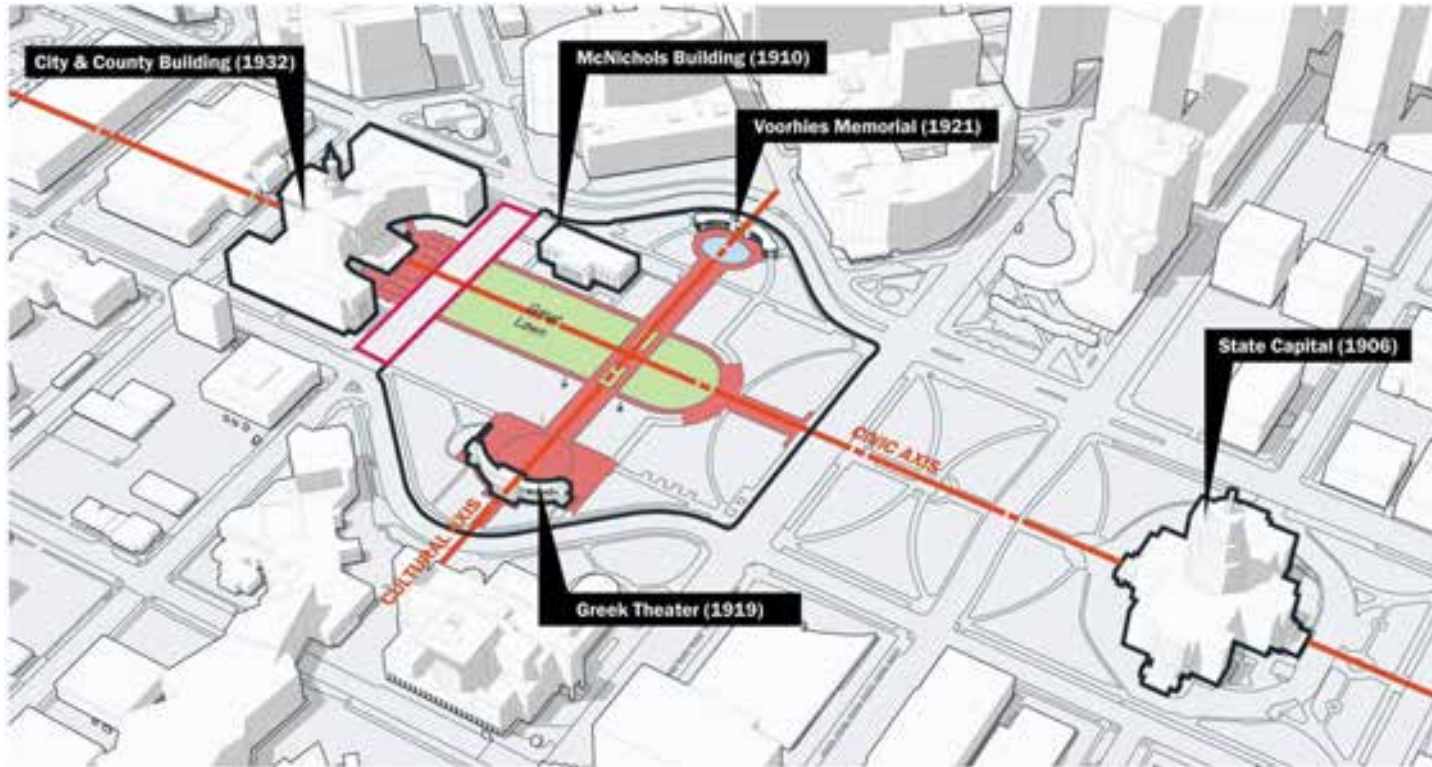 City & County Building (1932)
McNichols Building (1910)
Voorhies Memorial (1921)
State Capital (1906)
Lawn
CIVIC AXIS
CULTURAL AXIS
Greek Theater (1919)